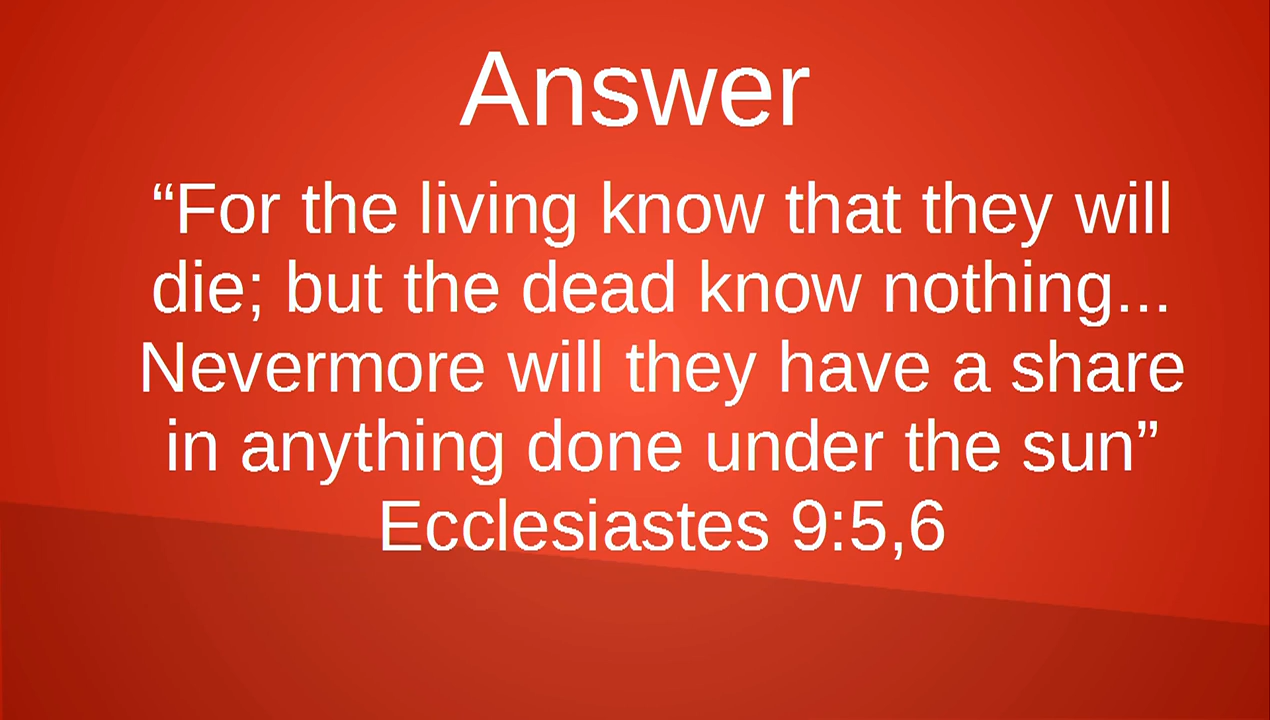 Answer
“For the living know that they will
die; but the dead know nothing...
Nevermore will they have a share
in anything done under the sun”
Ecclesiastes 9:5,6